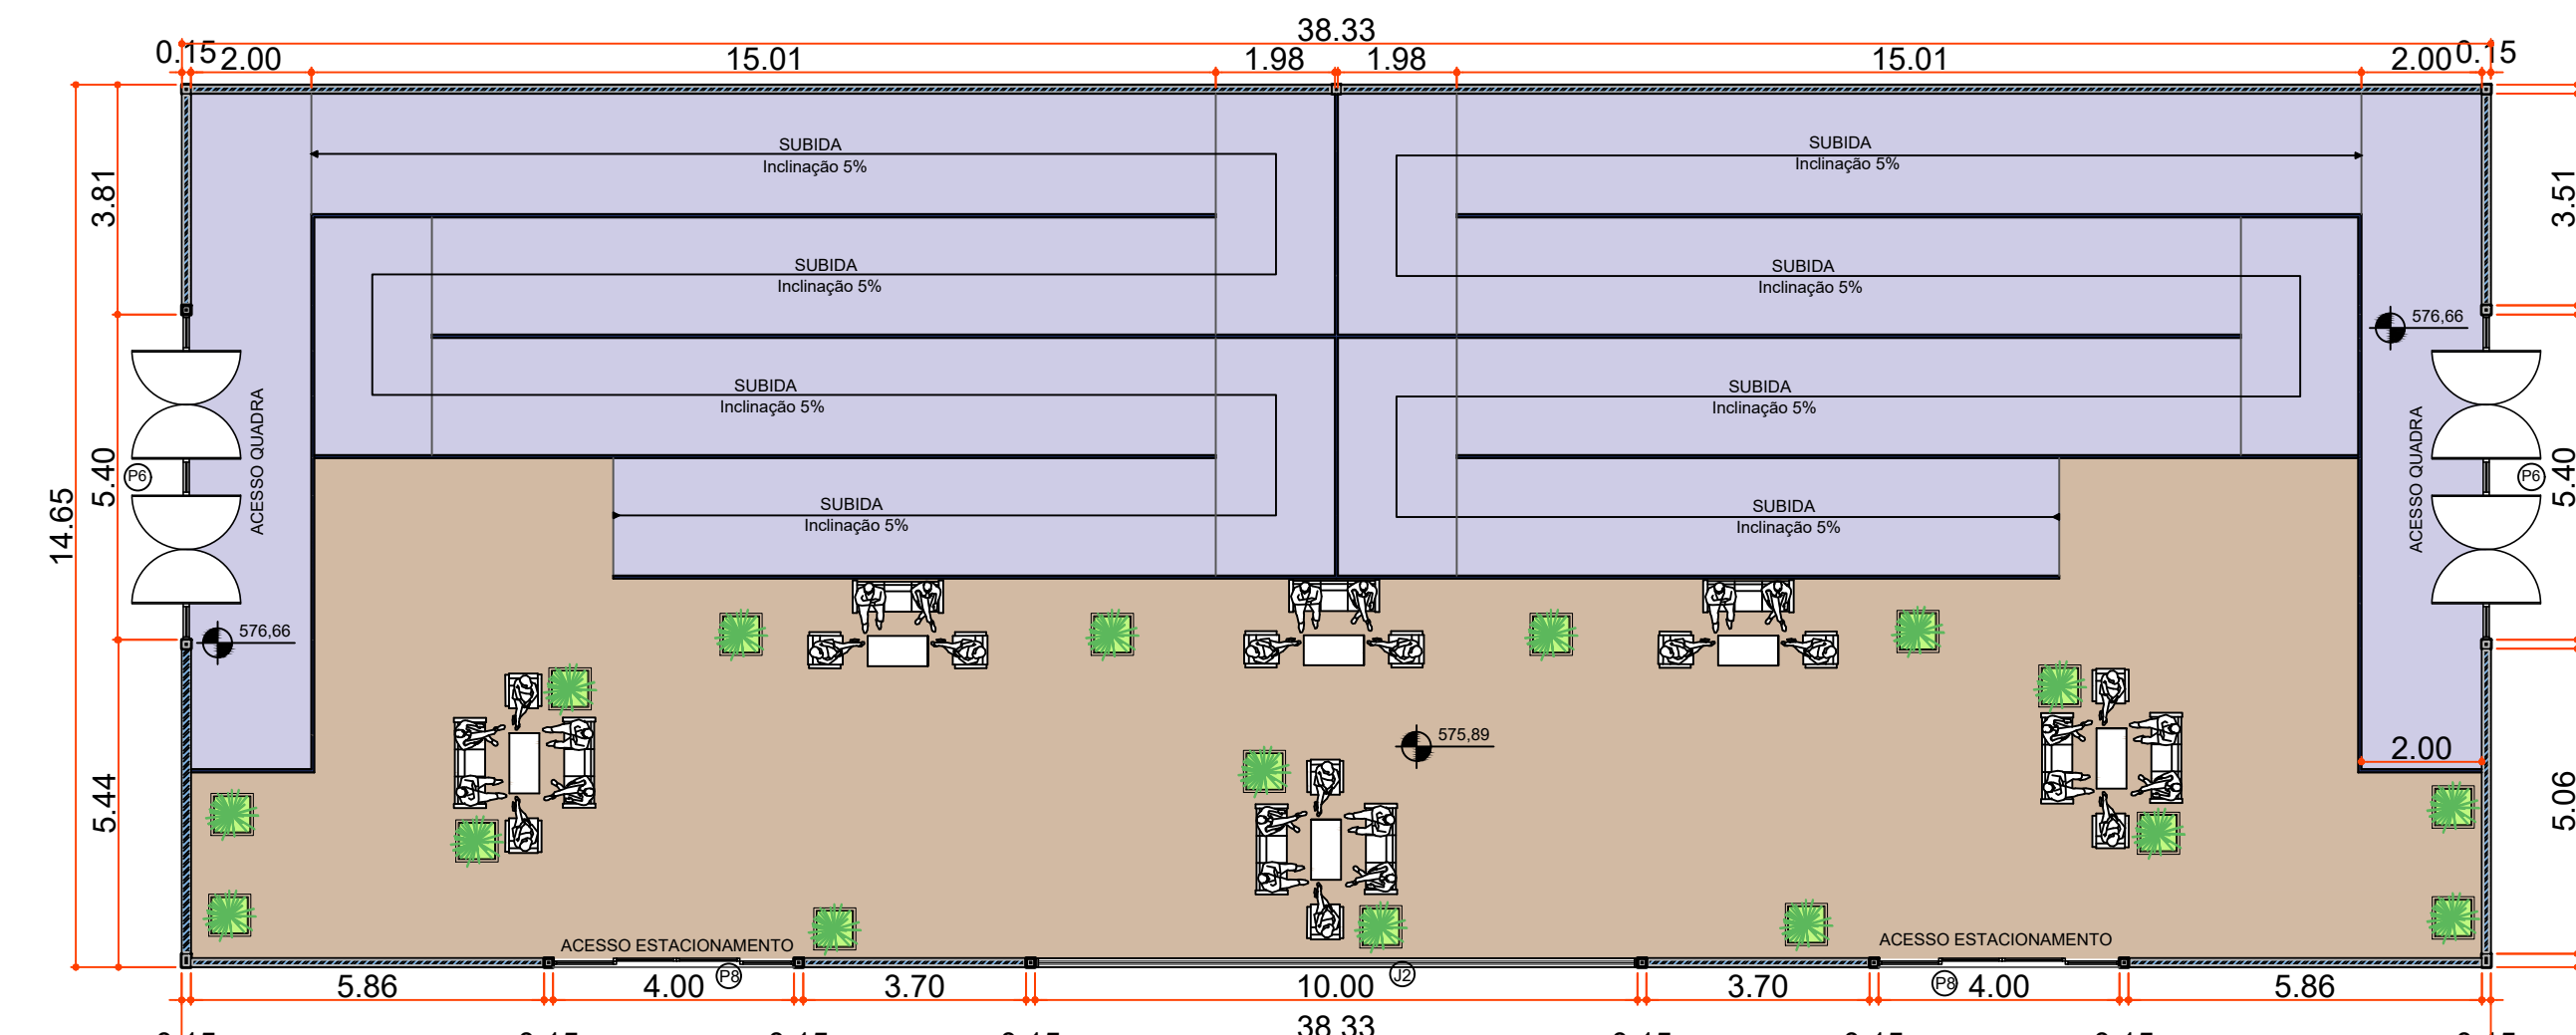 38.33
0.15 2.00 15.01 1.98 1.98 15.01 2.00 0.15
SUBIDA
Inclinação 5%
SUBIDA
Inclinação 5%
3.81
3.51
SUBIDA
Inclinação 5%
SUBIDA
Inclinação 5%
576,66
SUBIDA
Inclinação 5%
SUBIDA
Inclinação 5%
14.65
5.40
P6
ACESSO QUADRA
ACESSO QUADRA
P6
5.40
SUBIDA
Inclinação 5%
SUBIDA
Inclinação 5%
576,66
575,89
2.00
5.44
5.06
ACESSO ESTACIONAMENTO
ACESSO ESTACIONAMENTO
5.86 4.00 P8 3.70 10.00 J2 3.70 P8 4.00 5.86
38.33